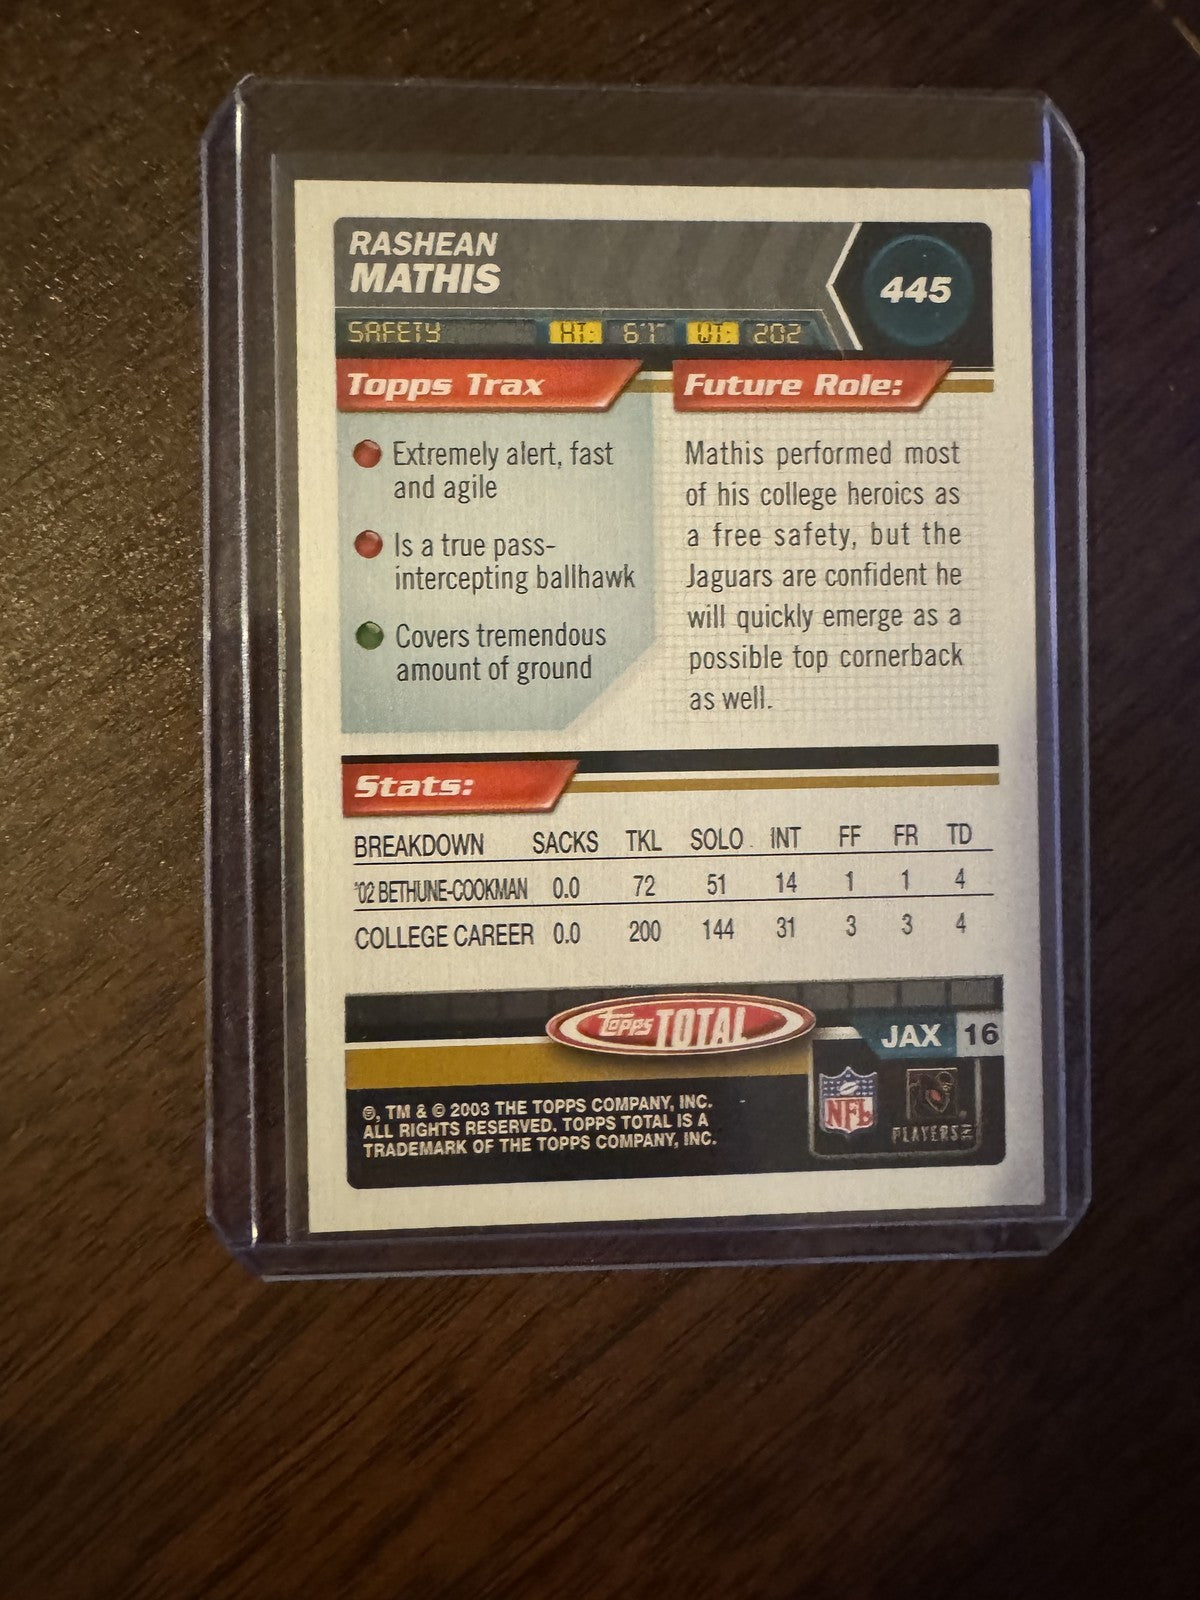 RASHEAN
MATHIS
445
SAFETY HT: 6'1" WT: 202
Topps Trax
Extremely alert, fast
and agile
Is a true pass-
intercepting ballhawk
Covers tremendous
amount of ground
Future Role:
Mathis performed most
of his college heroics as
a free safety, but the
Jaguars are confident he
will quickly emerge as a
possible top cornerback
as well.
Stats:
BREAKDOWN SACKS TKL SOLO INT FF FR TD
'02 BETHUNE-COOKMAN 0.0 72 51 14 1 1 4
COLLEGE CAREER 0.0 200 144 31 3 3 4
Topps TOTAL
JAX 16
®, TM & © 2003 THE TOPPS COMPANY, INC.
ALL RIGHTS RESERVED. TOPPS TOTAL IS A
TRADEMARK OF THE TOPPS COMPANY, INC.
NFL
PLAYERS INC